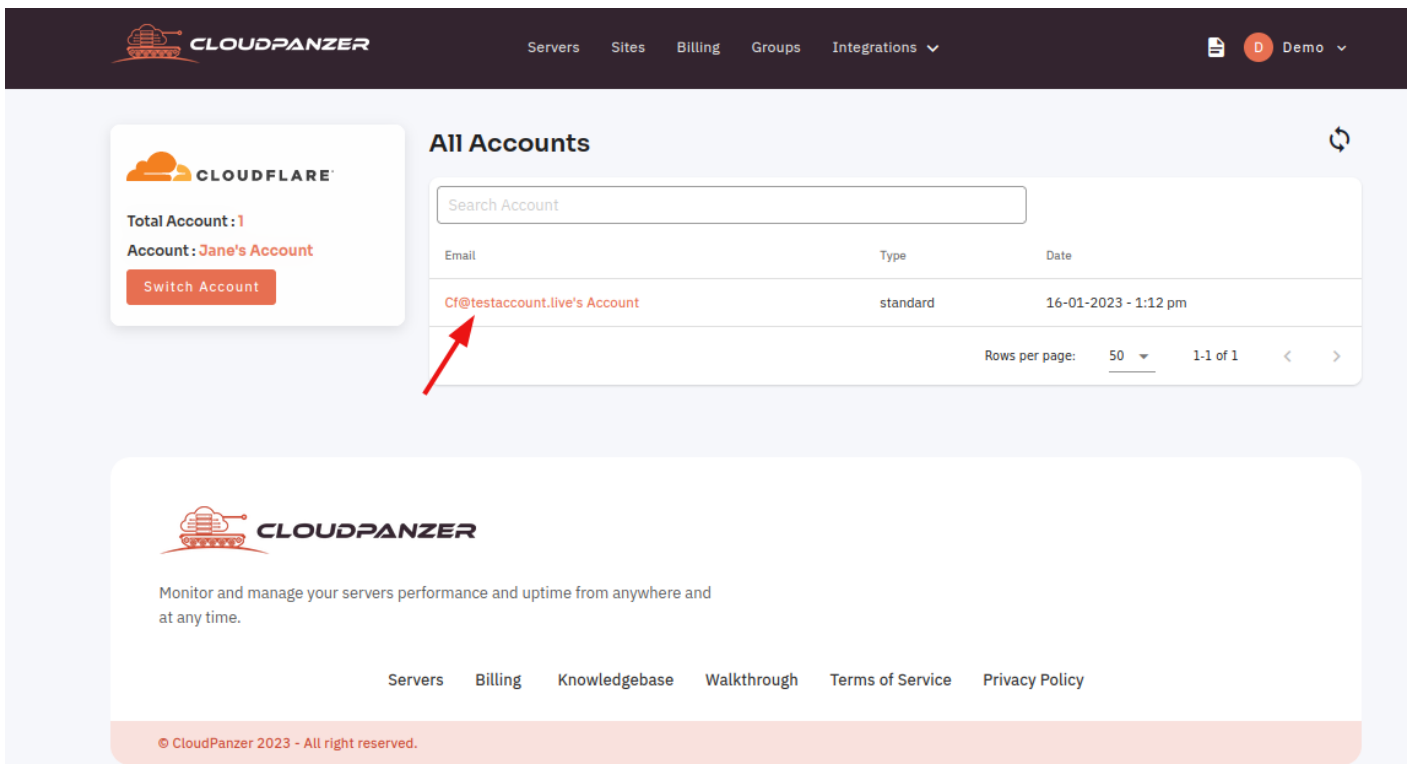 CLOUDPANZER
Servers Sites Billing Groups Integrations
D Demo
CLOUDFLARE
Total Account : 1
Account : Jane's Account
Switch Account
All Accounts
Search Account
Email Type Date
Cf@testaccount.live's Account standard 16-01-2023 - 1:12 pm
Rows per page: 50 1-1 of 1
CLOUDPANZER
Monitor and manage your servers performance and uptime from anywhere and
at any time.
Servers Billing Knowledgebase Walkthrough Terms of Service Privacy Policy
© CloudPanzer 2023 - All right reserved.